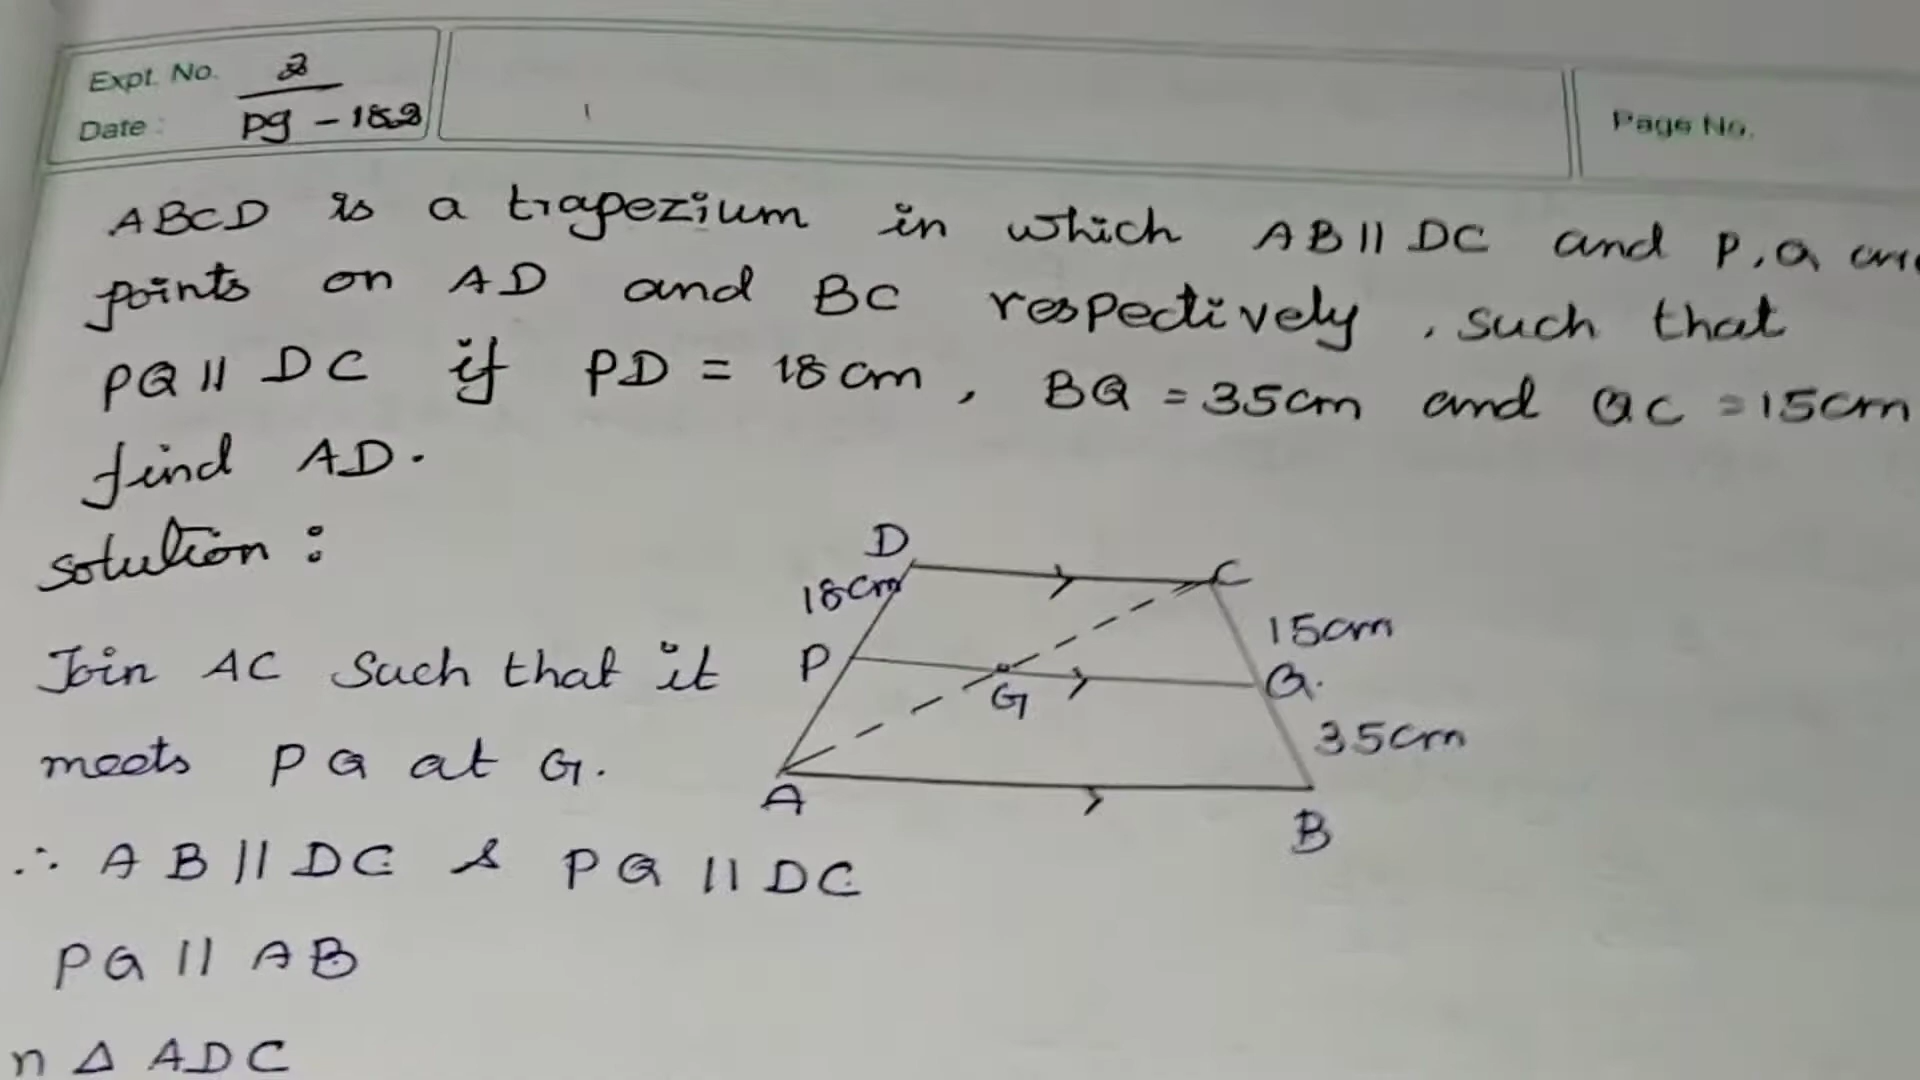 Expt. No. 2
Date: pg - 182
Page No.
ABCD is a trapezium in which AB || DC and P, Q are
points on AD and BC respectively, such that
PQ || DC if PD = 18 cm, BQ = 35cm and QC = 15cm
find AD.
Solution :
D
C
18cm
15cm
Join AC Such that it
P
G
Q.
35cm
meets PQ at G.
A
B
∴ AB || DC & PQ || DC
PQ || AB
n △ ADC